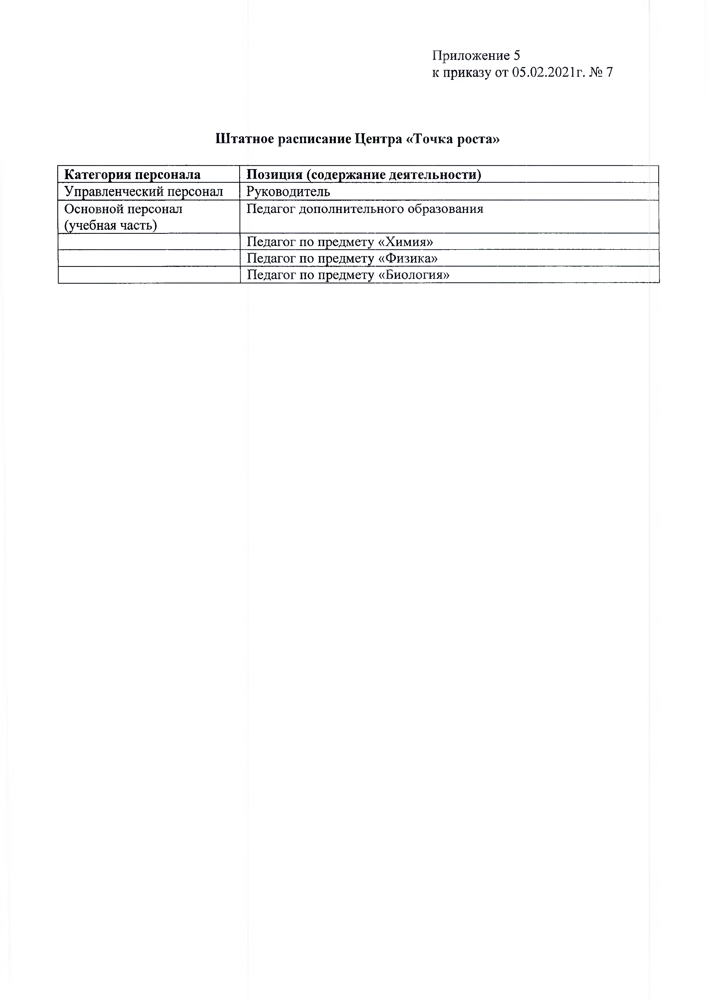 Приложение 5
к приказу от 05.02.2021г. № 7
Штатное расписание Центра «Точка роста»
Категория персонала Позиция (содержание деятельности)
Управленческий персонал Руководитель
Основной персонал Педагог дополнительного образования
(учебная часть)
Педагог по предмету «Химия»
Педагог по предмету «Физика»
Педагог по предмету «Биология»